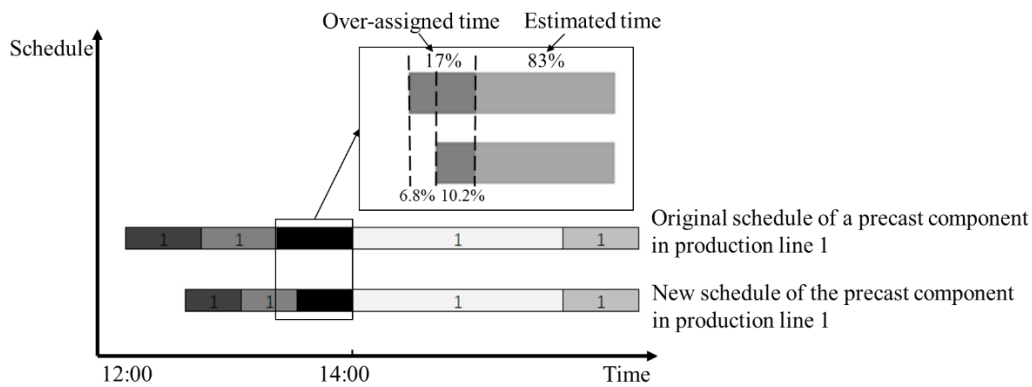 Over-assigned time Estimated time
Schedule
17% 83%
6.8% 10.2%
1 1 1 1
Original schedule of a precast component
in production line 1
1 1 1 1
New schedule of the precast component
in production line 1
12:00 14:00 Time